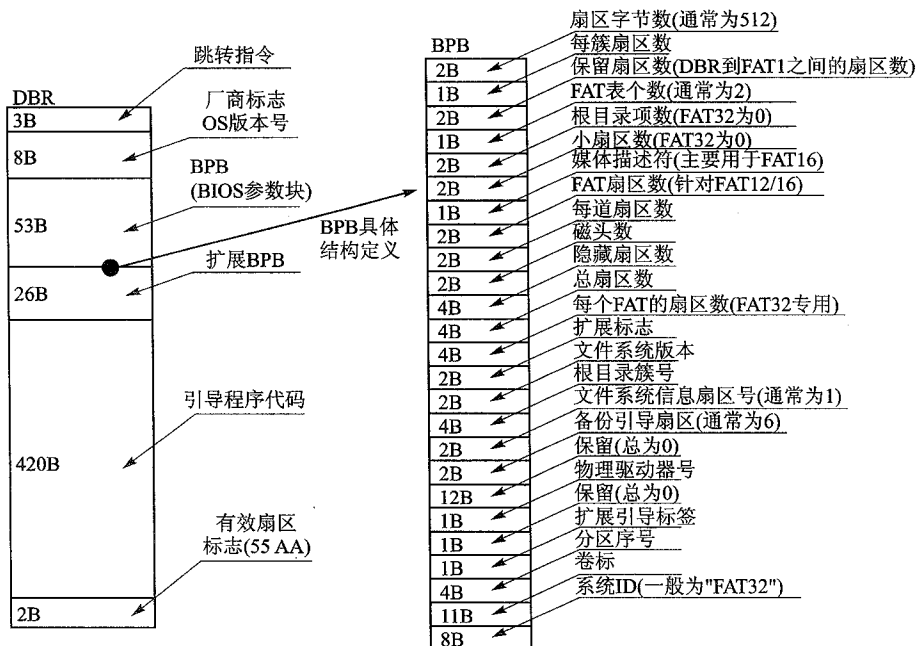 DBR
3B
跳转指令
8B
厂商标志
OS版本号
53B
BPB
(BIOS参数块)
26B
扩展BPB
420B
引导程序代码
2B
有效扇区
标志(55 AA)
BPB具体
结构定义
BPB
2B
扇区字节数(通常为512)
1B
每簇扇区数
2B
保留扇区数(DBR到FAT1之间的扇区数)
1B
FAT表个数(通常为2)
2B
根目录项数(FAT32为0)
2B
小扇区数(FAT32为0)
1B
媒体描述符(主要用于FAT16)
2B
FAT扇区数(针对FAT12/16)
2B
每道扇区数
2B
磁头数
4B
隐藏扇区数
4B
总扇区数
4B
每个FAT的扇区数(FAT32专用)
2B
扩展标志
2B
文件系统版本
4B
根目录簇号
2B
文件系统信息扇区号(通常为1)
2B
备份引导扇区(通常为6)
12B
保留(总为0)
1B
物理驱动器号
1B
保留(总为0)
1B
扩展引导标签
4B
分区序号
11B
卷标
8B
系统ID(一般为"FAT32")